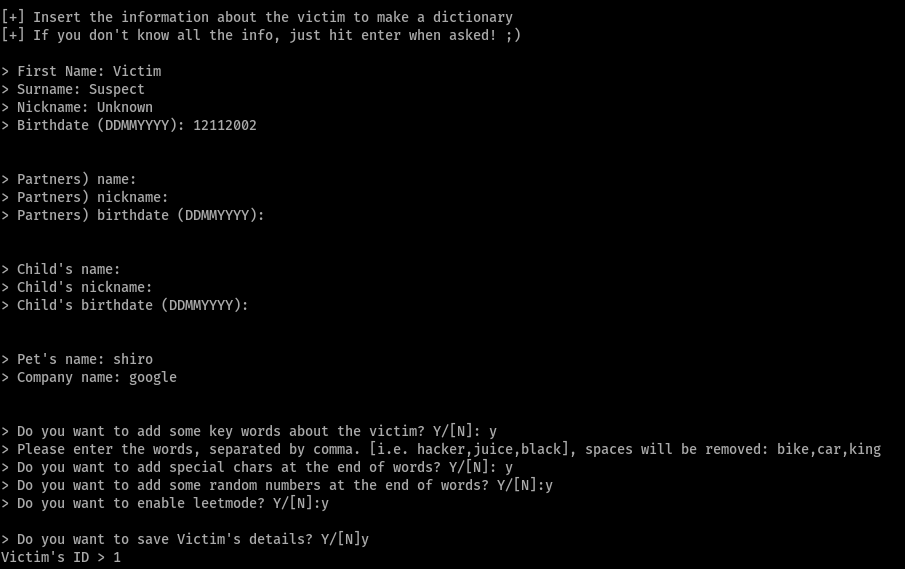 [+] Insert the information about the victim to make a dictionary
[+] If you don't know all the info, just hit enter when asked! ;)
> First Name: Victim
> Surname: Suspect
> Nickname: Unknown
> Birthdate (DDMMYYYY): 12112002
> Partners) name:
> Partners) nickname:
> Partners) birthdate (DDMMYYYY):
> Child's name:
> Child's nickname:
> Child's birthdate (DDMMYYYY):
> Pet's name: shiro
> Company name: google
> Do you want to add some key words about the victim? Y/[N]: y
> Please enter the words, separated by comma. [i.e. hacker,juice,black], spaces will be removed: bike,car,king
> Do you want to add special chars at the end of words? Y/[N]: y
> Do you want to add some random numbers at the end of words? Y/[N]:y
> Do you want to enable leetmode? Y/[N]:y
> Do you want to save Victim's details? Y/[N]y
Victim's ID > 1